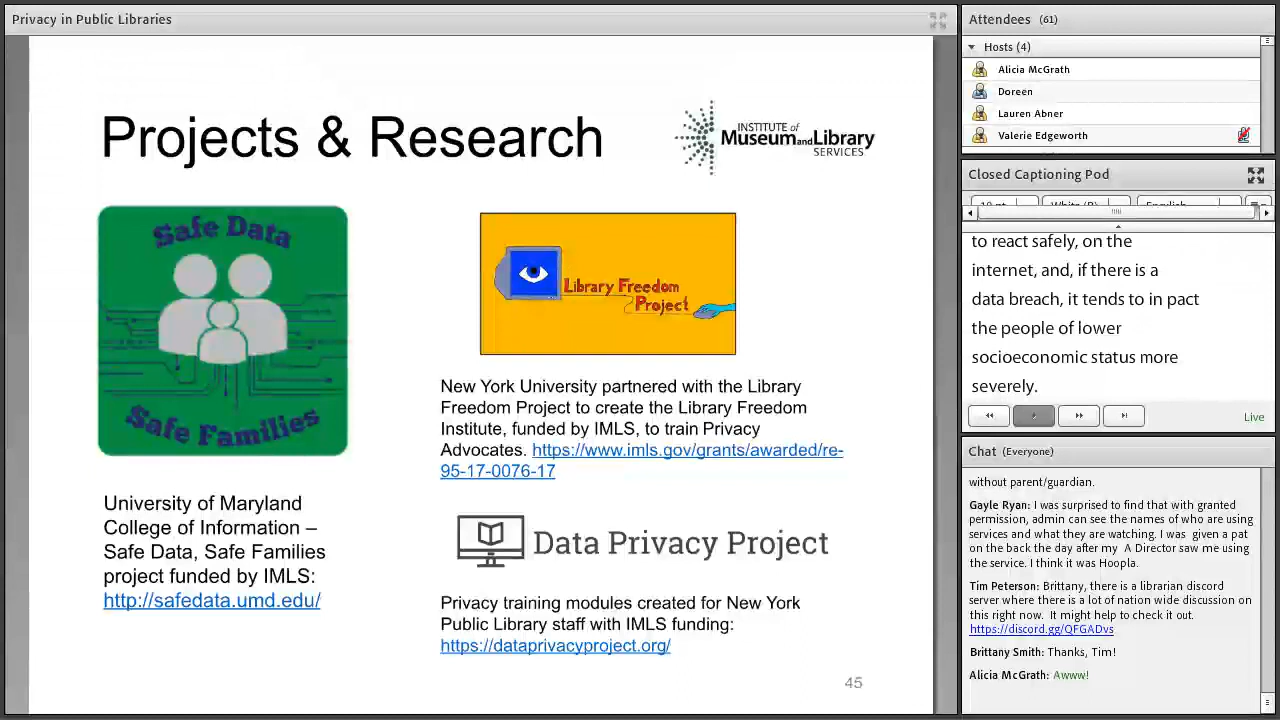 Privacy in Public Libraries
Projects & Research
INSTITUTE of
Museum and Library
SERVICES
Safe Data
Safe Families
University of Maryland
College of Information –
Safe Data, Safe Families
project funded by IMLS:
http://safedata.umd.edu/
Library Freedom
Project
New York University partnered with the Library
Freedom Project to create the Library Freedom
Institute, funded by IMLS, to train Privacy
Advocates. https://www.imls.gov/grants/awarded/re-
95-17-0076-17
Data Privacy Project
Privacy training modules created for New York
Public Library staff with IMLS funding:
https://dataprivacyproject.org/
45
Attendees (61)
Hosts (4)
Alicia McGrath
Doreen
Lauren Abner
Valerie Edgeworth
Closed Captioning Pod
to react safely, on the
internet, and, if there is a
data breach, it tends to in pact
the people of lower
socioeconomic status more
severely.
Live
Chat (Everyone)
without parent/guardian.
Gayle Ryan: I was surprised to find that with granted
permission, admin can see the names of who are using
services and what they are watching. I was given a pat
on the back the day after my A Director saw me using
the service. I think it was Hoopla.
Tim Peterson: Brittany, there is a librarian discord
server where there is a lot of nation wide discussion on
this right now. It might help to check it out.
https://discord.gg/QFGADvs
Brittany Smith: Thanks, Tim!
Alicia McGrath: Awww!